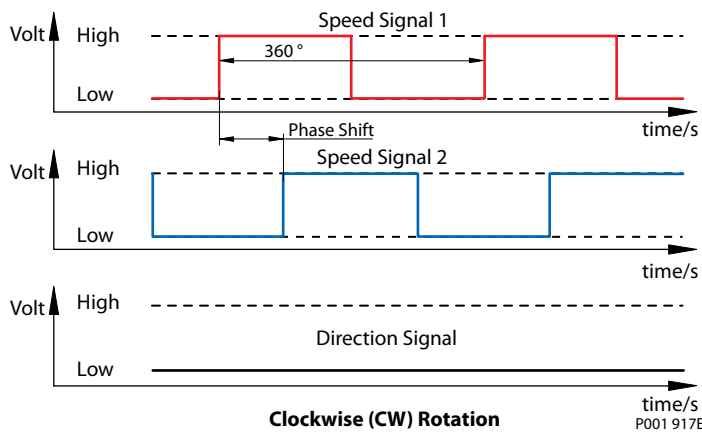 Speed Signal 1
Volt
High
360 °
Low
time/s
Phase Shift
Speed Signal 2
Volt
High
Low
time/s
Volt
High
Direction Signal
Low
time/s
Clockwise (CW) Rotation
P001 917E